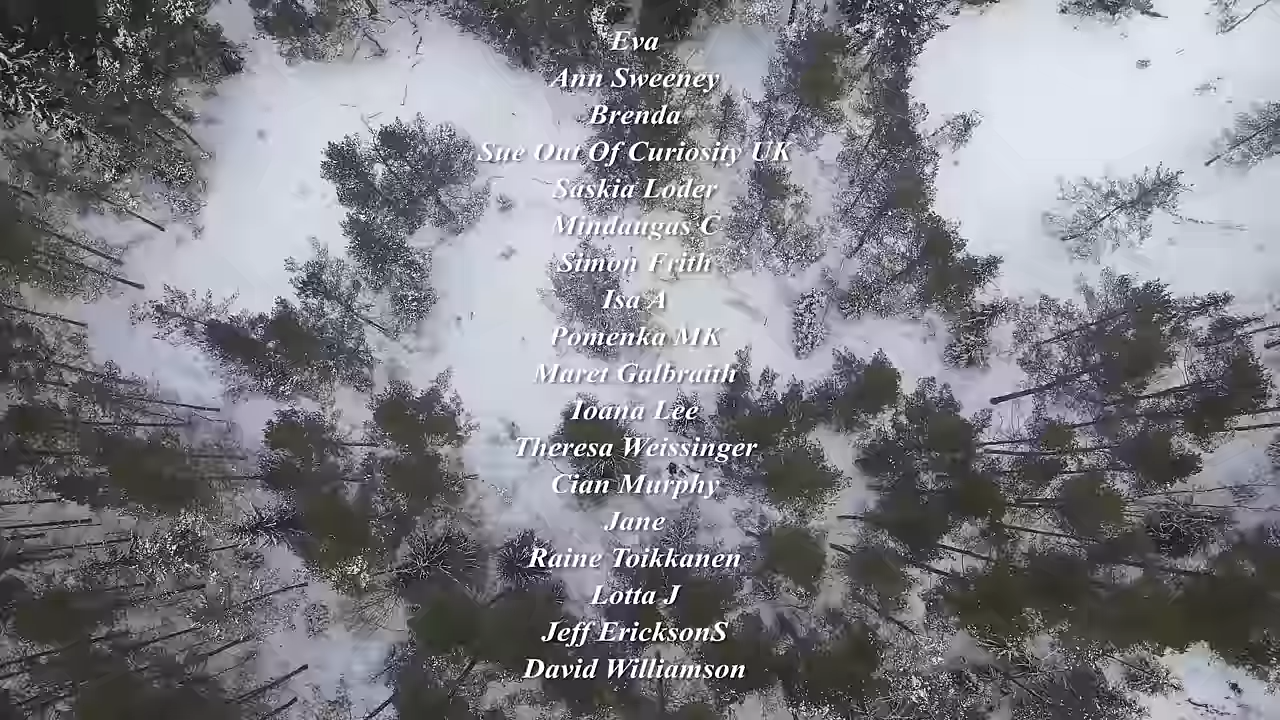 Eva
Ann Sweeney
Brenda
Sue Out Of Curiosity UK
Saskia Loder
Mindaugas C
Simon Frith
Isa A
Pomenka MK
Maret Galbraith
Ioana Lee
Theresa Weissinger
Cian Murphy
Jane
Raine Toikkanen
Lotta J
Jeff EricksonS
David Williamson